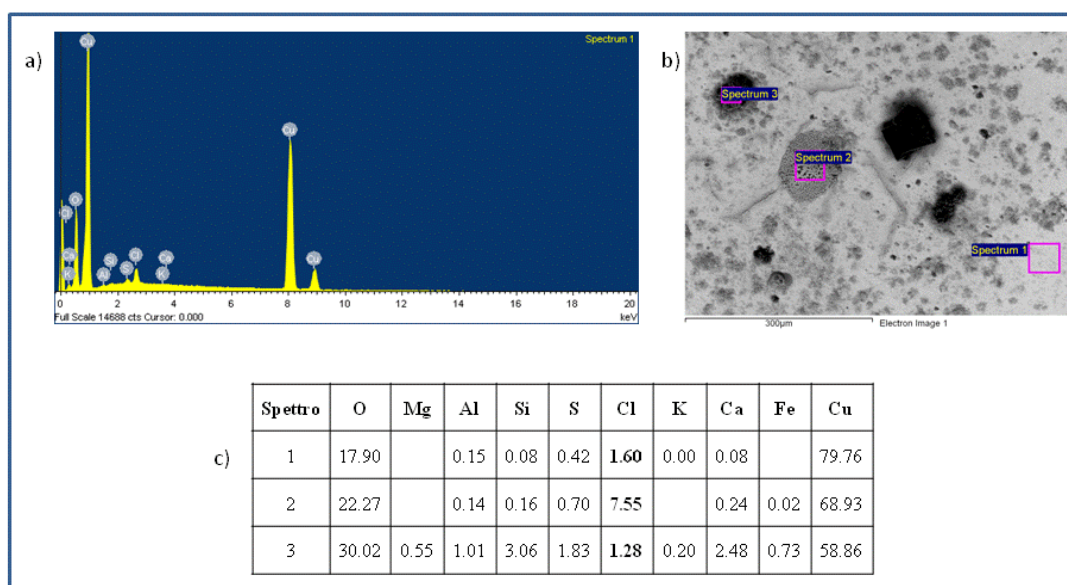 a)
Spectrum 1
Cu
Cu
Cl
O
Ca
K
Si
Al
S
Cl
Ca
K
Cu
0 2 4 6 8 10 12 14 16 18 20
Full Scale 14688 cts Cursor: 0.000 keV
b)
Spectrum 3
Spectrum 2
Spectrum 1
300µm Electron Image 1
c)
Spettro O Mg Al Si S Cl K Ca Fe Cu
1 17.90 0.15 0.08 0.42 1.60 0.00 0.08 79.76
2 22.27 0.14 0.16 0.70 7.55 0.24 0.02 68.93
3 30.02 0.55 1.01 3.06 1.83 1.28 0.20 2.48 0.73 58.86